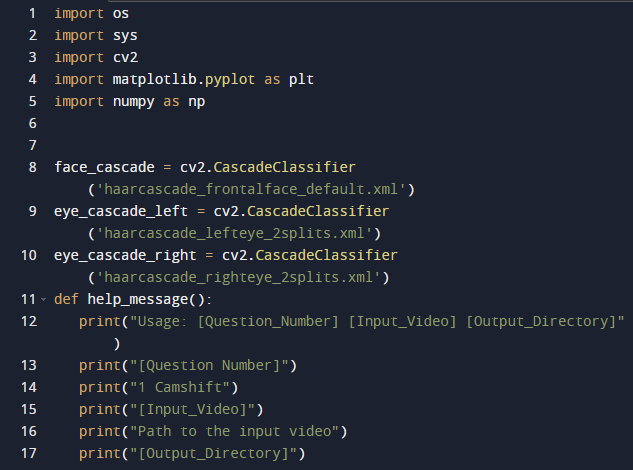 1 import os
2 import sys
3 import cv2
4 import matplotlib.pyplot as plt
5 import numpy as np
6
7
8 face_cascade = cv2.CascadeClassifier
('haarcascade_frontalface_default.xml')
9 eye_cascade_left = cv2.CascadeClassifier
('haarcascade_lefteye_2splits.xml')
10 eye_cascade_right = cv2.CascadeClassifier
('haarcascade_righteye_2splits.xml')
11 def help_message():
12 print("Usage: [Question_Number] [Input_Video] [Output_Directory]"
)
13 print("[Question Number]")
14 print("1 Camshift")
15 print("[Input_Video]")
16 print("Path to the input video")
17 print("[Output_Directory]")